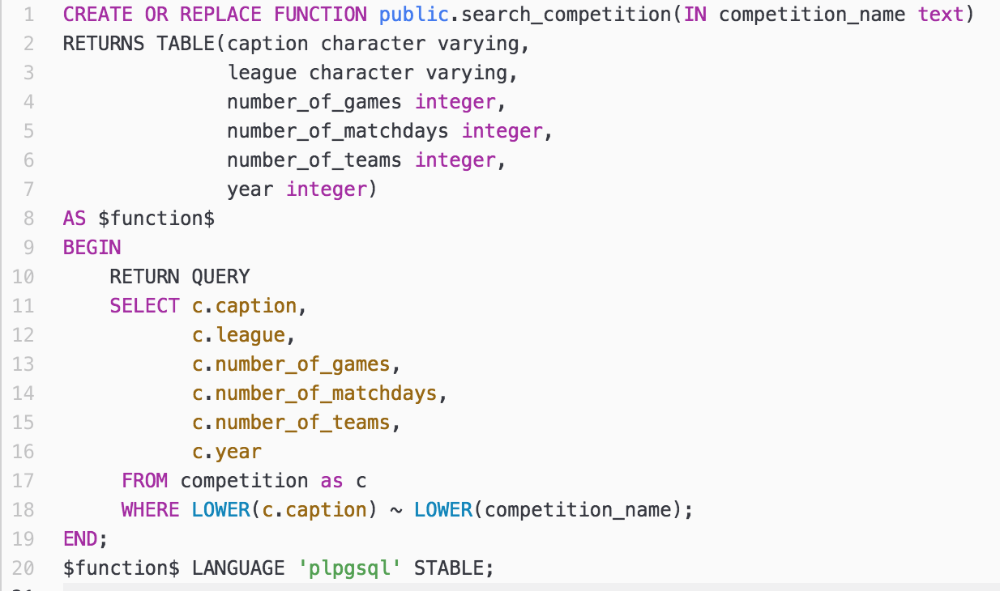 1 CREATE OR REPLACE FUNCTION public.search_competition(IN competition_name text)
2 RETURNS TABLE(caption character varying,
3 league character varying,
4 number_of_games integer,
5 number_of_matchdays integer,
6 number_of_teams integer,
7 year integer)
8 AS $function$
9 BEGIN
10 RETURN QUERY
11 SELECT c.caption,
12 c.league,
13 c.number_of_games,
14 c.number_of_matchdays,
15 c.number_of_teams,
16 c.year
17 FROM competition as c
18 WHERE LOWER(c.caption) ~ LOWER(competition_name);
19 END;
20 $function$ LANGUAGE 'plpgsql' STABLE;